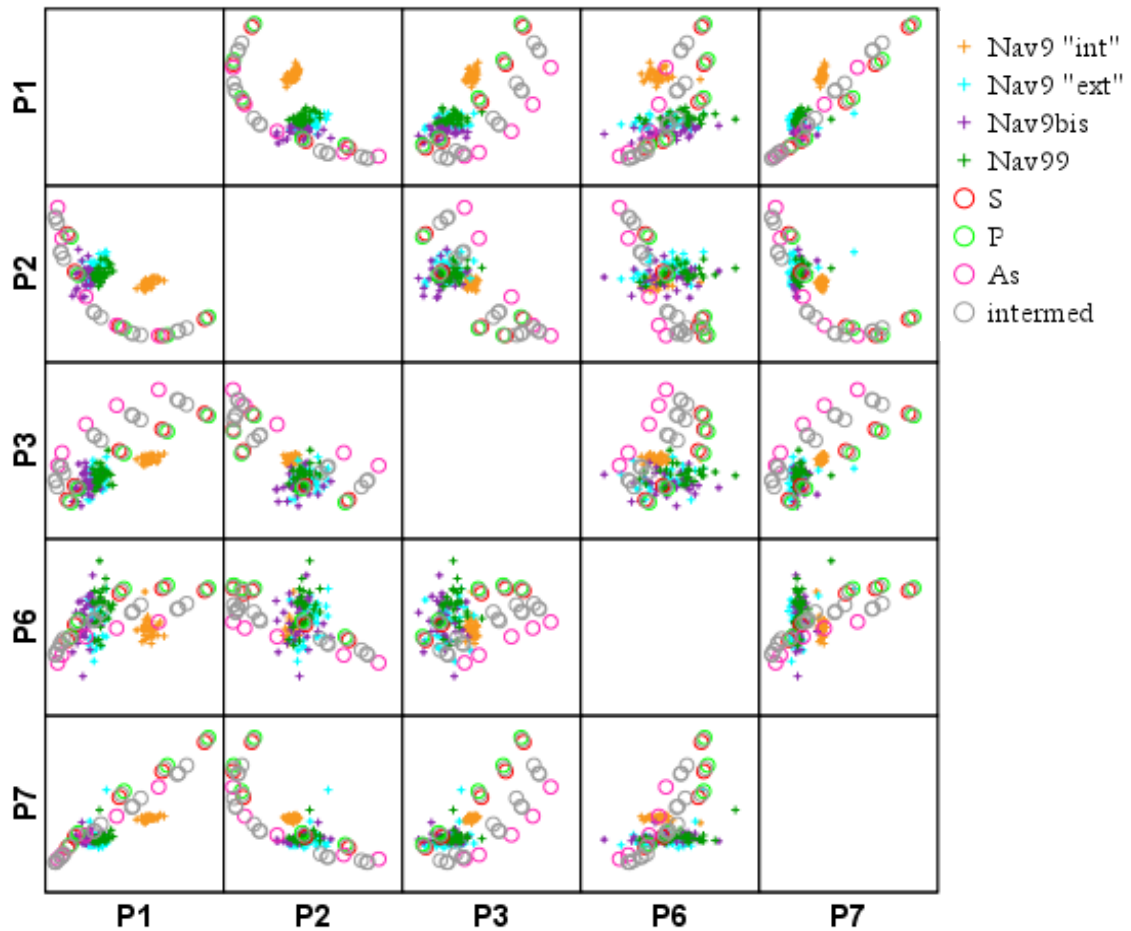 P1
P2
P3
P6
P7
P1 P2 P3 P6 P7
Nav9 "int"
Nav9 "ext"
Nav9bis
Nav99
S
P
As
intermed